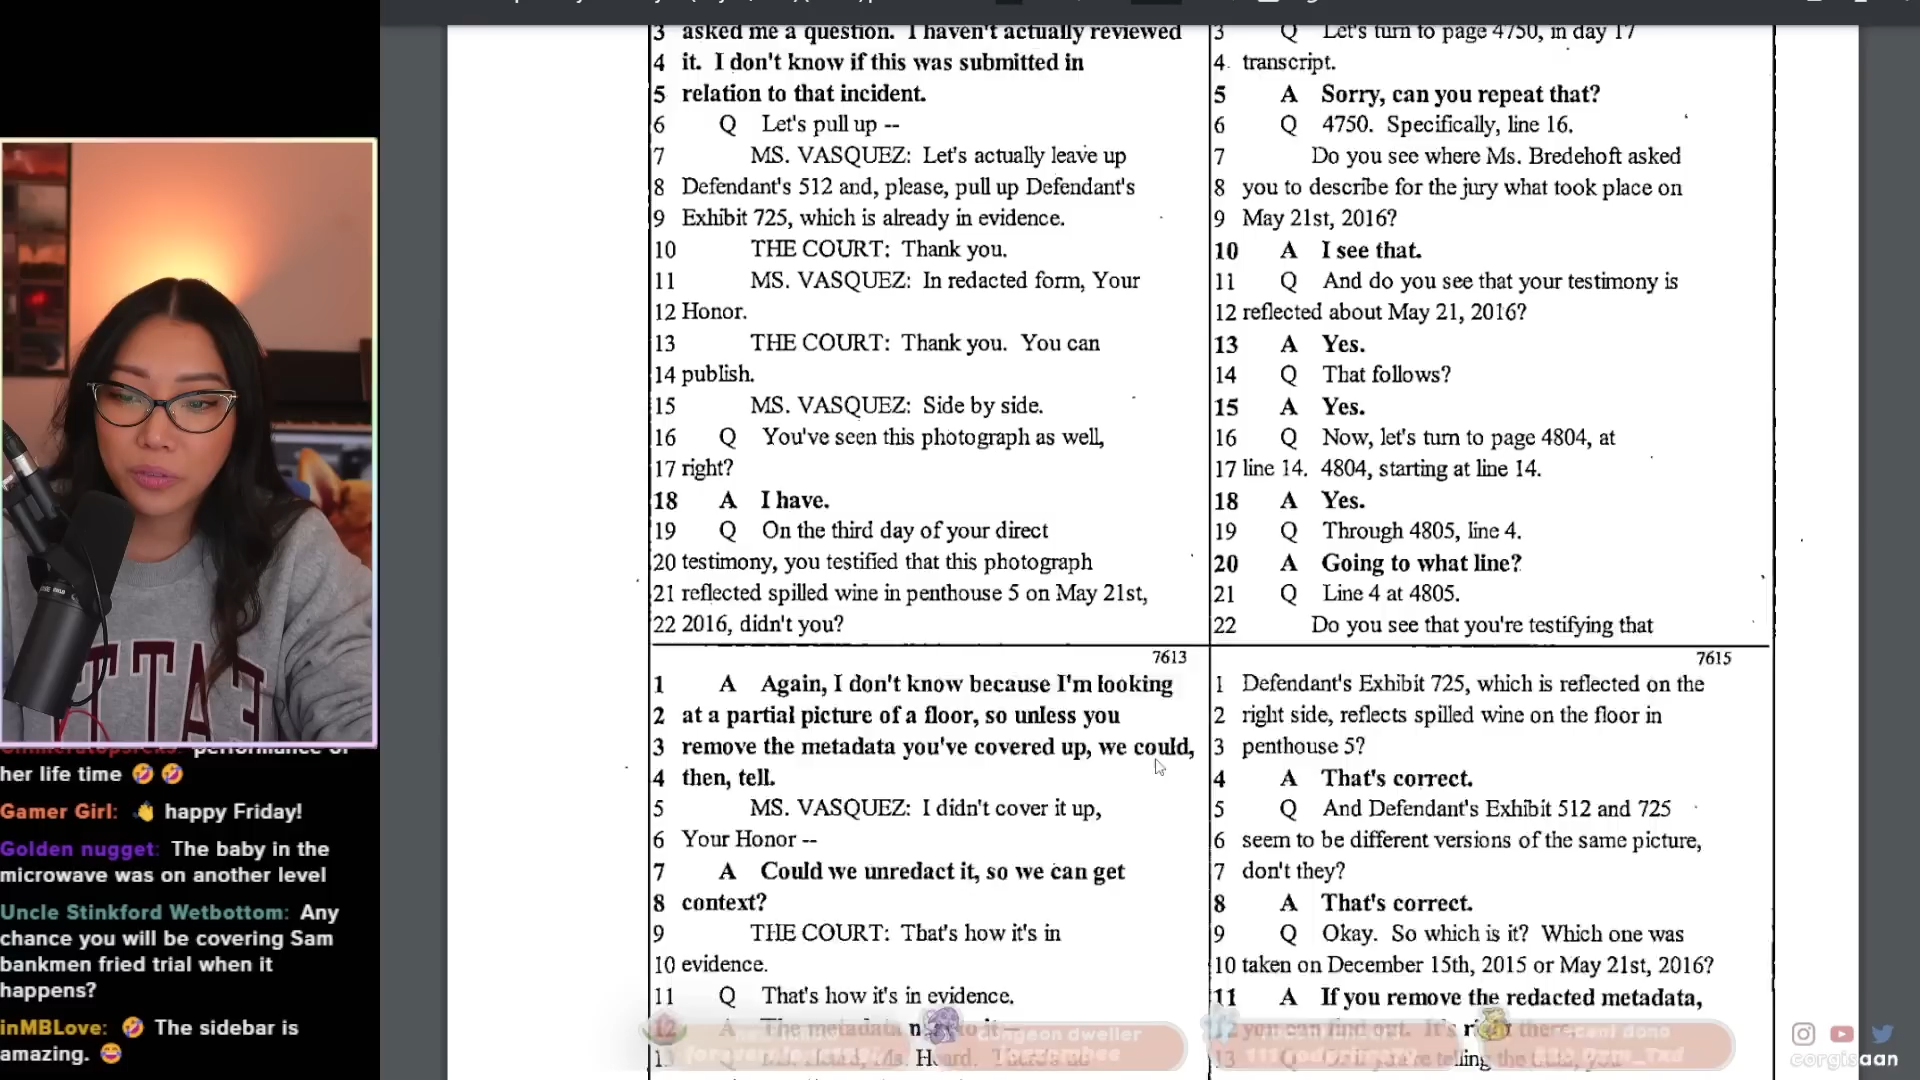 3 asked me a question. I haven't actually reviewed
4 it. I don't know if this was submitted in
5 relation to that incident.
6 Q Let's pull up --
7 MS. VASQUEZ: Let's actually leave up
8 Defendant's 512 and, please, pull up Defendant's
9 Exhibit 725, which is already in evidence.
10 THE COURT: Thank you.
11 MS. VASQUEZ: In redacted form, Your
12 Honor.
13 THE COURT: Thank you. You can
14 publish.
15 MS. VASQUEZ: Side by side.
16 Q You've seen this photograph as well,
17 right?
18 A I have.
19 Q On the third day of your direct
20 testimony, you testified that this photograph
21 reflected spilled wine in penthouse 5 on May 21st,
22 2016, didn't you?
7613
1 A Again, I don't know because I'm looking
2 at a partial picture of a floor, so unless you
3 remove the metadata you've covered up, we could,
4 then, tell.
5 MS. VASQUEZ: I didn't cover it up,
6 Your Honor --
7 A Could we unredact it, so we can get
8 context?
9 THE COURT: That's how it's in
10 evidence.
11 Q That's how it's in evidence.
12 A The metadata
3 Q Let's turn to page 4750, in day 17
4 transcript.
5 A Sorry, can you repeat that?
6 Q 4750. Specifically, line 16.
7 Do you see where Ms. Bredehoft asked
8 you to describe for the jury what took place on
9 May 21st, 2016?
10 A I see that.
11 Q And do you see that your testimony is
12 reflected about May 21, 2016?
13 A Yes.
14 Q That follows?
15 A Yes.
16 Q Now, let's turn to page 4804, at
17 line 14. 4804, starting at line 14.
18 A Yes.
19 Q Through 4805, line 4.
20 A Going to what line?
21 Q Line 4 at 4805.
22 Do you see that you're testifying that
7615
1 Defendant's Exhibit 725, which is reflected on the
2 right side, reflects spilled wine on the floor in
3 penthouse 5?
4 A That's correct.
5 Q And Defendant's Exhibit 512 and 725
6 seem to be different versions of the same picture,
7 don't they?
8 A That's correct.
9 Q Okay. So which is it? Which one was
10 taken on December 15th, 2015 or May 21st, 2016?
11 A If you remove the redacted metadata,
you can find out. It's right there.
13
telling the
dungeon dweller
recent dono
performance of
her life time 🤣 🤣
Gamer Girl: 👋 happy Friday!
Golden nugget: The baby in the
microwave was on another level
Uncle Stinkford Wetbottom: Any
chance you will be covering Sam
bankmen fried trial when it
happens?
inMBLove: 🤣 The sidebar is
amazing. 😂
corgisaan